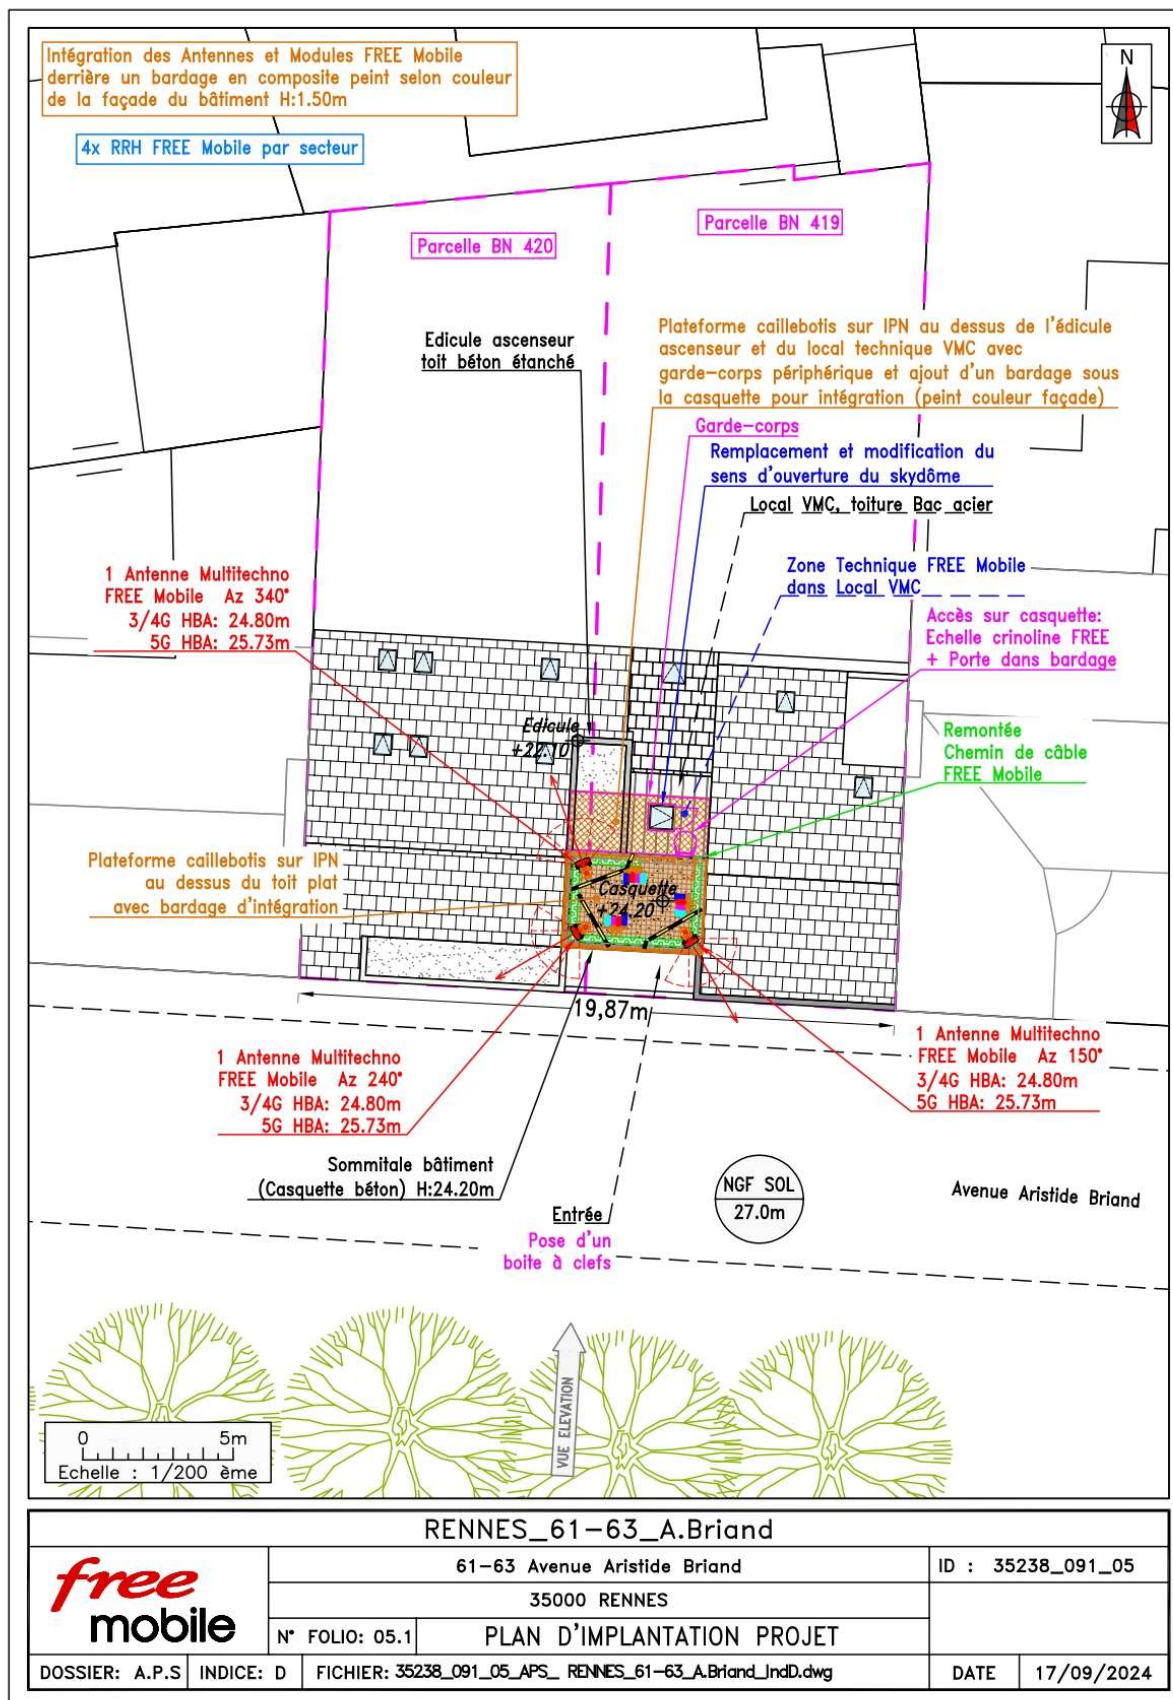 Intégration des Antennes et Modules FREE Mobile
derrière un bardage en composite peint selon couleur
de la façade du bâtiment H:1.50m
N
4x RRH FREE Mobile par secteur
Parcelle BN 420
Parcelle BN 419
Edicule ascenseur
toit béton étanché
Plateforme caillebotis sur IPN au dessus de l'édicule
ascenseur et du local technique VMC avec
garde-corps périphérique et ajout d'un bardage sous
la casquette pour intégration (peint couleur façade)
Garde-corps
Remplacement et modification du
sens d'ouverture du skydôme
Local VMC, toiture Bac acier
Zone Technique FREE Mobile
dans Local VMC
1 Antenne Multitechno
FREE Mobile Az 340°
3/4G HBA: 24.80m
5G HBA: 25.73m
Accès sur casquette:
Echelle crinoline FREE
+ Porte dans bardage
Edicule
+22.10
Remontée
Chemin de câble
FREE Mobile
Plateforme caillebotis sur IPN
au dessus du toit plat
avec bardage d'intégration
Casquette
+24.20
19,87m
1 Antenne Multitechno
FREE Mobile Az 240°
3/4G HBA: 24.80m
5G HBA: 25.73m
1 Antenne Multitechno
FREE Mobile Az 150°
3/4G HBA: 24.80m
5G HBA: 25.73m
Sommitale bâtiment
(Casquette béton) H:24.20m
Entrée
Pose d'un
boite à clefs
NGF SOL
27.0m
Avenue Aristide Briand
VUE ELEVATION
0 5m
Echelle : 1/200 ème
RENNES_61-63_A.Briand
free
mobile
61-63 Avenue Aristide Briand
ID : 35238_091_05
35000 RENNES
N° FOLIO: 05.1
PLAN D'IMPLANTATION PROJET
DOSSIER: A.P.S
INDICE: D
FICHIER: 35238_091_05_APS_ RENNES_61-63_A.Briand_IndD.dwg
DATE
17/09/2024